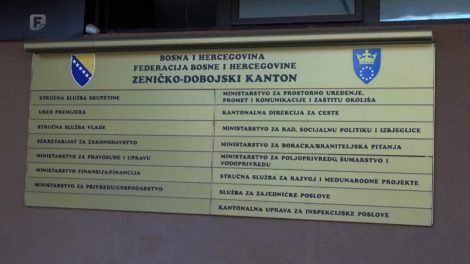 F
BOSNA I HERCEGOVINA
FEDERACIJA BOSNE I HERCEGOVINE
ZENIČKO-DOBOJSKI KANTON
STRUČNA SLUŽBA SKUPŠTINE
URED PREMIJERA
STRUČNA SLUŽBA VLADE
SEKRETARIJAT ZA ZAKONODAVSTVO
MINISTARSTVO ZA PRAVOSUĐE I UPRAVU
MINISTARSTVO FINANSIJA/FINANCIJA
MINISTARSTVO ZA PRIVREDU/GOSPODARSTVO
MINISTARSTVO ZA PROSTORNO UREĐENJE,
PROMET I KOMUNIKACIJE I ZAŠTITU OKOLIŠA
KANTONALNA DIREKCIJA ZA CESTE
MINISTARSTVO ZA RAD, SOCIJALNU POLITIKU I IZBJEGLICE
MINISTARSTVO ZA BORAČKA/BRANITELJSKA PITANJA
MINISTARSTVO ZA POLJOPRIVREDU ŠUMARSTVO I
VODOPRIVREDU
STRUČNA SLUŽBA ZA RAZVOJ I MEĐUNARODNE PROJEKTE
SLUŽBA ZA ZAJEDNIČKE POSLOVE
KANTONALNA UPRAVA ZA INSPEKCIJSKE POSLOVE